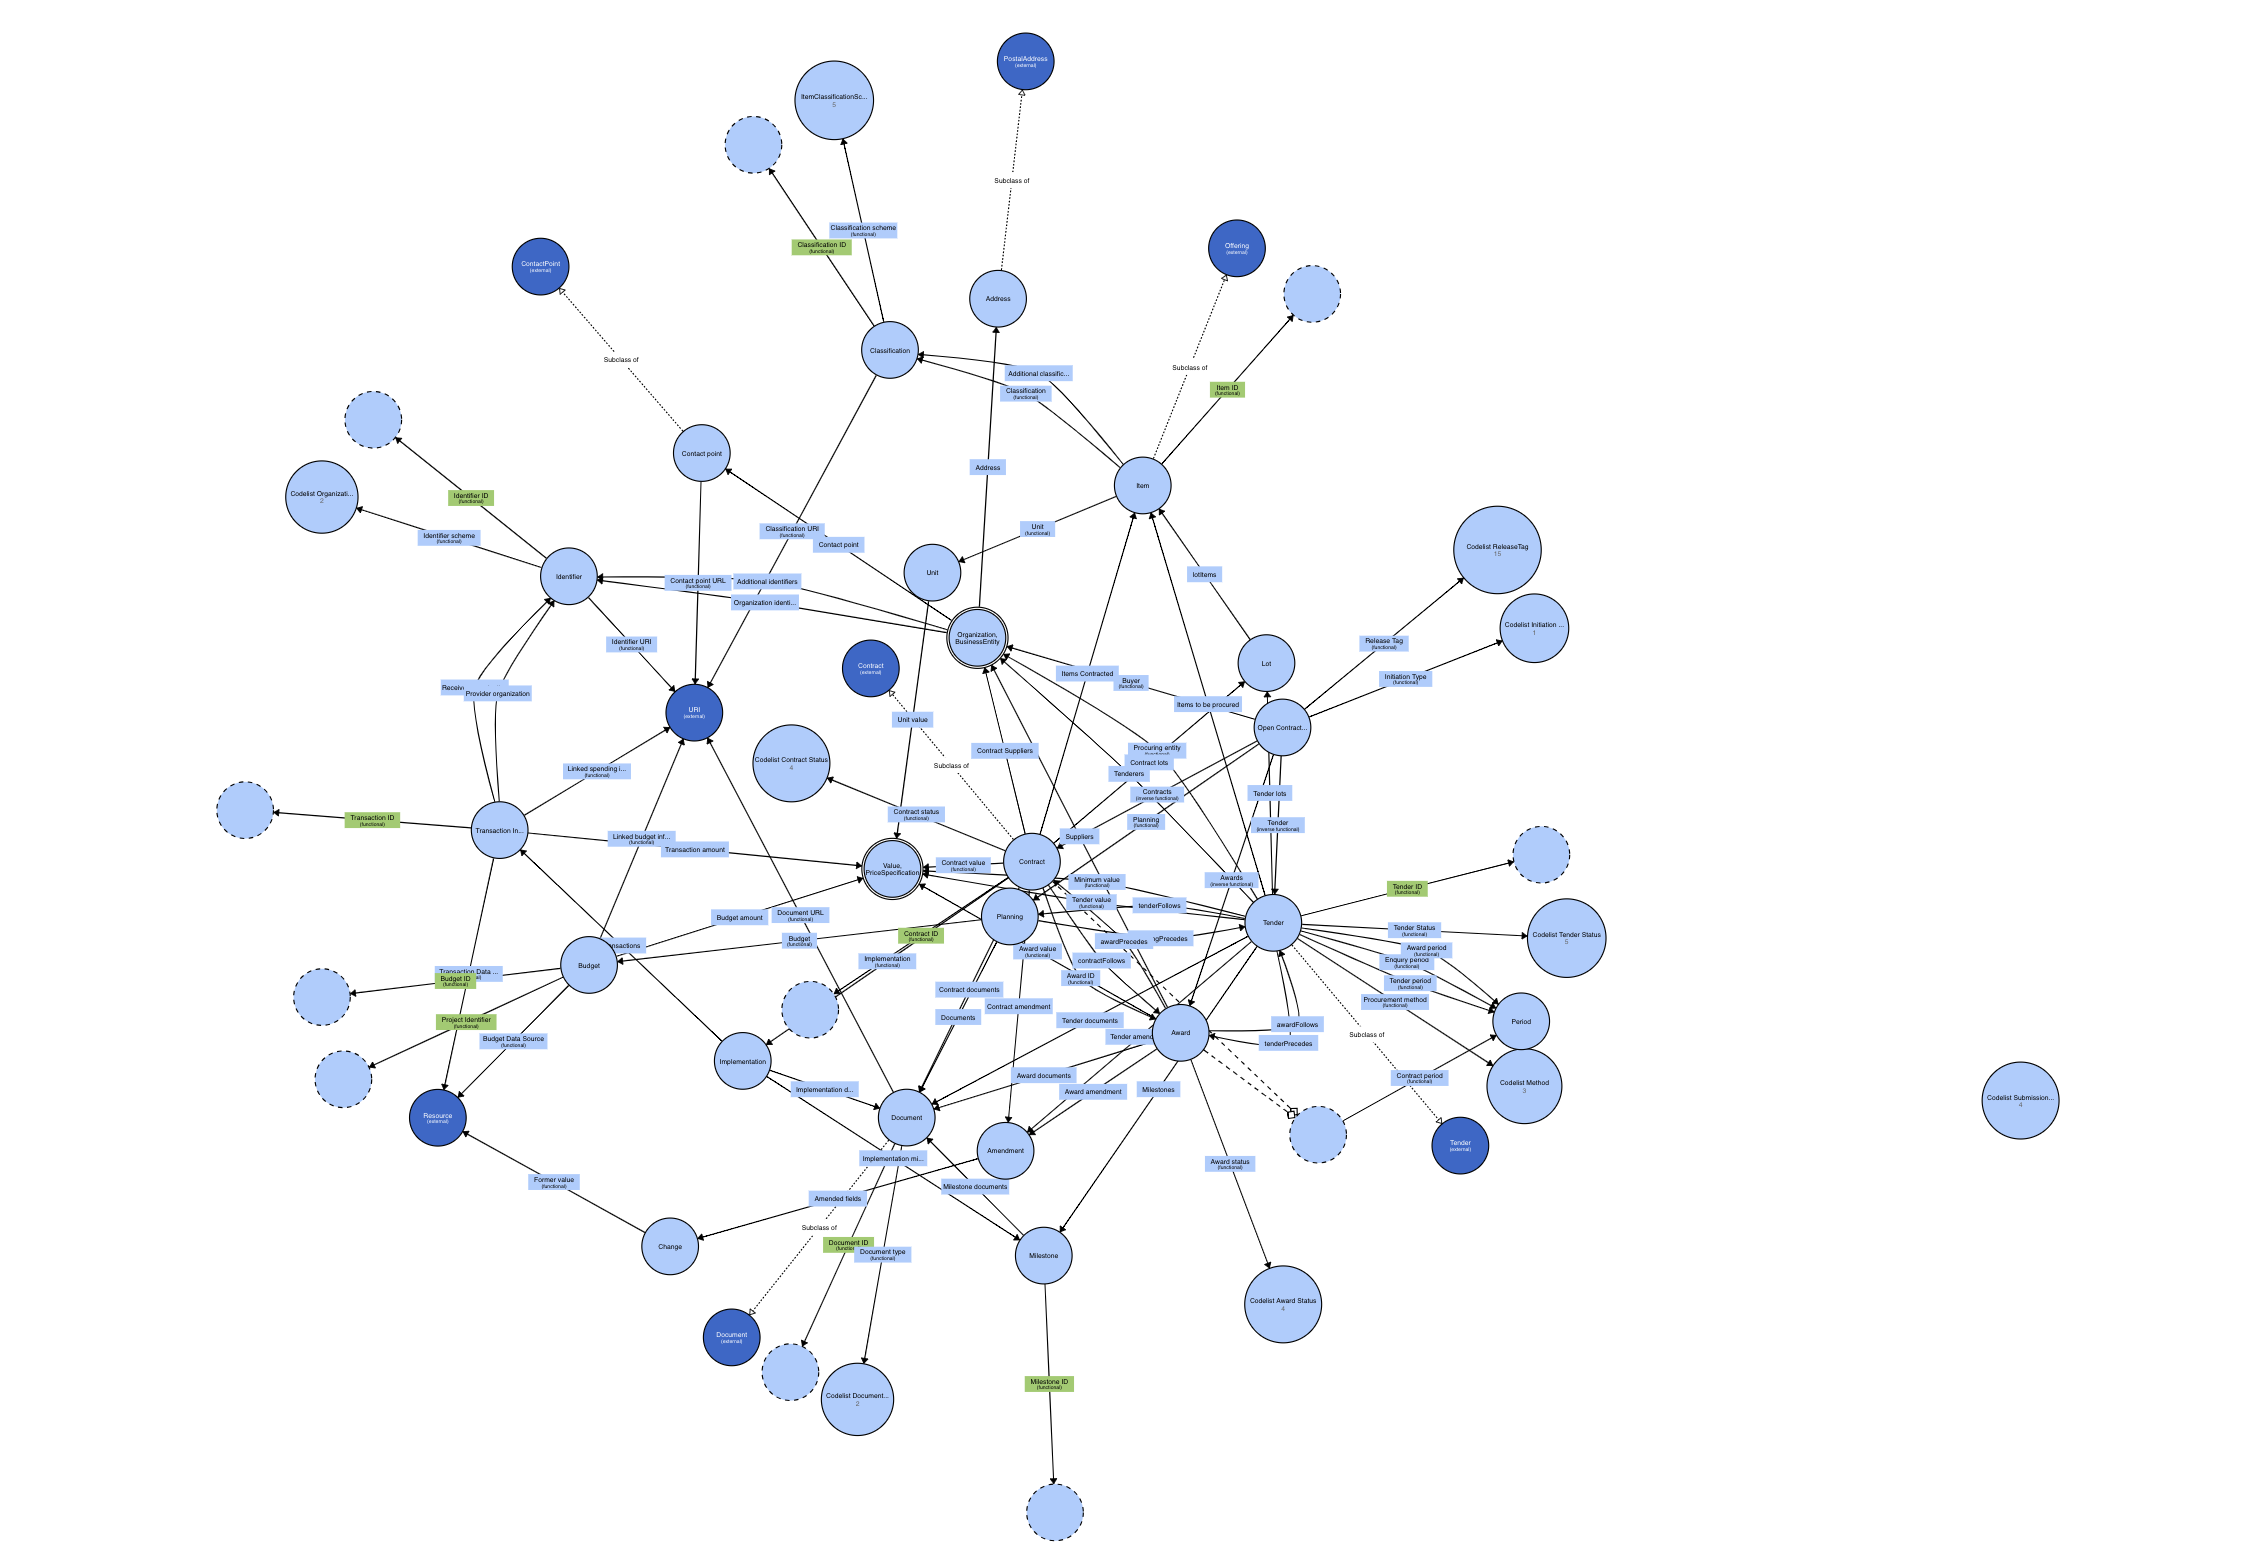 PostalAddress
(external)
ItemClassificationSc...
5
Subclass of
Classification scheme
(functional)
Classification ID
(functional)
Offering
(external)
ContactPoint
(external)
Address
Classification
Subclass of
Subclass of
Additional classific...
Classification
(functional)
Item ID
(functional)
Contact point
Address
Item
Codelist Organizati...
2
Identifier ID
(functional)
Identifier scheme
(functional)
Classification URI
(functional)
Contact point
Unit
(functional)
Codelist ReleaseTag
15
Identifier
Contact point URL
(functional)
Additional identifiers
Unit
lotItems
Organization identi...
Organization,
BusinessEntity
Codelist Initiation ...
1
Identifier URI
(functional)
Release Tag
(functional)
Contract
(external)
Lot
Items Contracted
Buyer
(functional)
Initiation Type
(functional)
Provider organization
URI
(external)
Unit value
Items to be procured
Open Contract...
Codelist Contract Status
4
Subclass of
Contract Suppliers
Procuring entity
Contract lots
Tenderers
Linked spending i...
(functional)
Contracts
(inverse functional)
Tender lots
Transaction ID
(functional)
Contract status
(functional)
Planning
(functional)
Tender
(inverse functional)
Transaction In...
Linked budget inf...
(functional)
Transaction amount
Suppliers
Value,
PriceSpecification
Contract value
(functional)
Contract
Minimum value
(functional)
Awards
(inverse functional)
Tender ID
(functional)
Tender value
(functional)
tenderFollows
Budget amount
Document URL
(functional)
Planning
Tender
Tender Status
(functional)
Codelist Tender Status
5
Budget
(functional)
Contract ID
(functional)
awardPrecedes
Award period
Enquiry period
(functional)
Implementation
(functional)
Award value
(functional)
contractFollows
Budget
Transaction Data ...
Budget ID
(functional)
Award ID
(functional)
Tender period
(functional)
Contract documents
Contract amendment
Procurement method
(functional)
Project Identifier
(functional)
Documents
Tender documents
awardFollows
Period
Budget Data Source
(functional)
Award
Subclass of
tenderPrecedes
Implementation
Award documents
Contract period
(functional)
Codelist Method
3
Implementation d...
Award amendment
Milestones
Codelist Submission...
4
Resource
(external)
Document
Tender
(external)
Amendment
Implementation mi...
Award status
(functional)
Former value
(functional)
Milestone documents
Amended fields
Subclass of
Change
Document ID
Document type
(functional)
Milestone
Codelist Award Status
4
Document
(external)
Milestone ID
(functional)
Codelist Document...
2